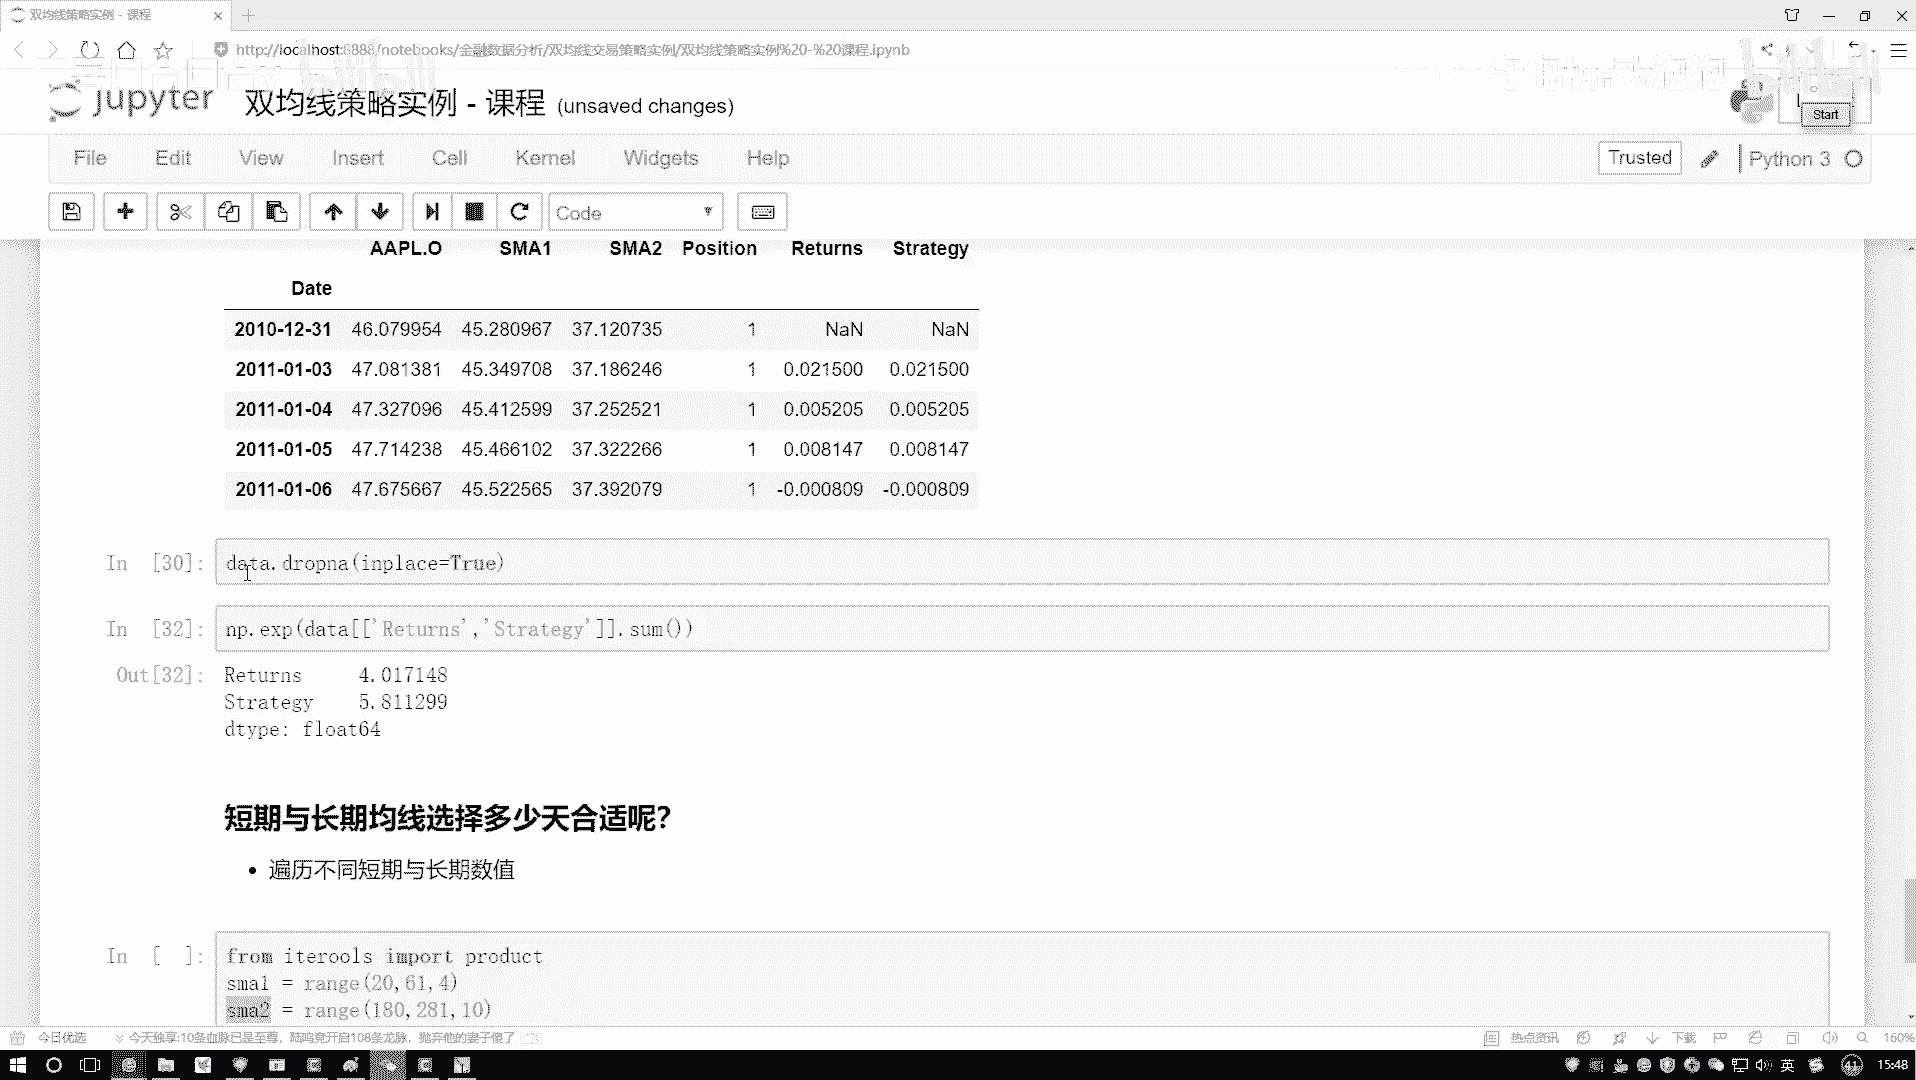 双均线策略实例 - 课程
http://localhost:8888/notebooks/金融数据分析/双均线交易策略实例/双均线策略实例%20-%20课程.ipynb
jupyter 双均线策略实例 - 课程 (unsaved changes)
Start
File Edit View Insert Cell Kernel Widgets Help
Trusted Python 3
Code
AAPL.O SMA1 SMA2 Position Returns Strategy
Date
2010-12-31 46.079954 45.280967 37.120735 1 NaN NaN
2011-01-03 47.081381 45.349708 37.186246 1 0.021500 0.021500
2011-01-04 47.327096 45.412599 37.252521 1 0.005205 0.005205
2011-01-05 47.714238 45.466102 37.322266 1 0.008147 0.008147
2011-01-06 47.675667 45.522565 37.392079 1 -0.000809 -0.000809
In [30]: data.dropna(inplace=True)
In [32]: np.exp(data[['Returns','Strategy']].sum())
Out[32]: Returns 4.017148
Strategy 5.811299
dtype: float64
短期与长期均线选择多少天合适呢?
• 遍历不同短期与长期数值
In [ ]: from iterools import product
sma1 = range(20,61,4)
sma2 = range(180,281,10)
今日优选 今天独享:10条血脉已是至尊，陆鸣竟开启108条龙脉，抛弃他的妻子傻了 热点资讯 下载 160%
英 41 15:48